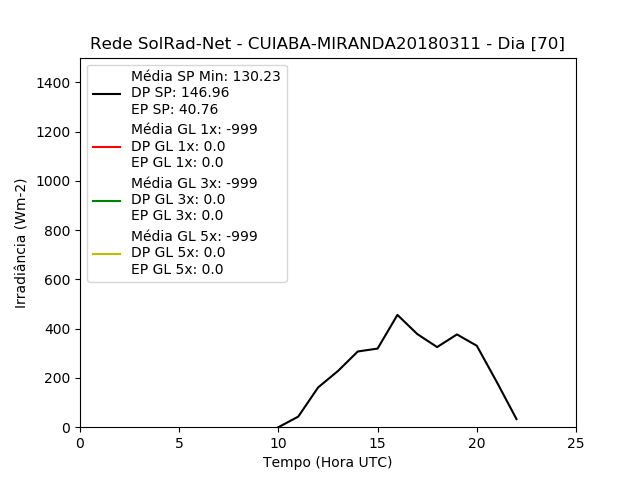 Rede SolRad-Net - CUIABA-MIRANDA20180311 - Dia [70]
Média SP Min: 130.23
DP SP: 146.96
EP SP: 40.76
Média GL 1x: -999
DP GL 1x: 0.0
EP GL 1x: 0.0
Média GL 3x: -999
DP GL 3x: 0.0
EP GL 3x: 0.0
Média GL 5x: -999
DP GL 5x: 0.0
EP GL 5x: 0.0
1400
1200
1000
800
600
400
200
0
Irradiância (Wm-2)
0 5 10 15 20 25
Tempo (Hora UTC)